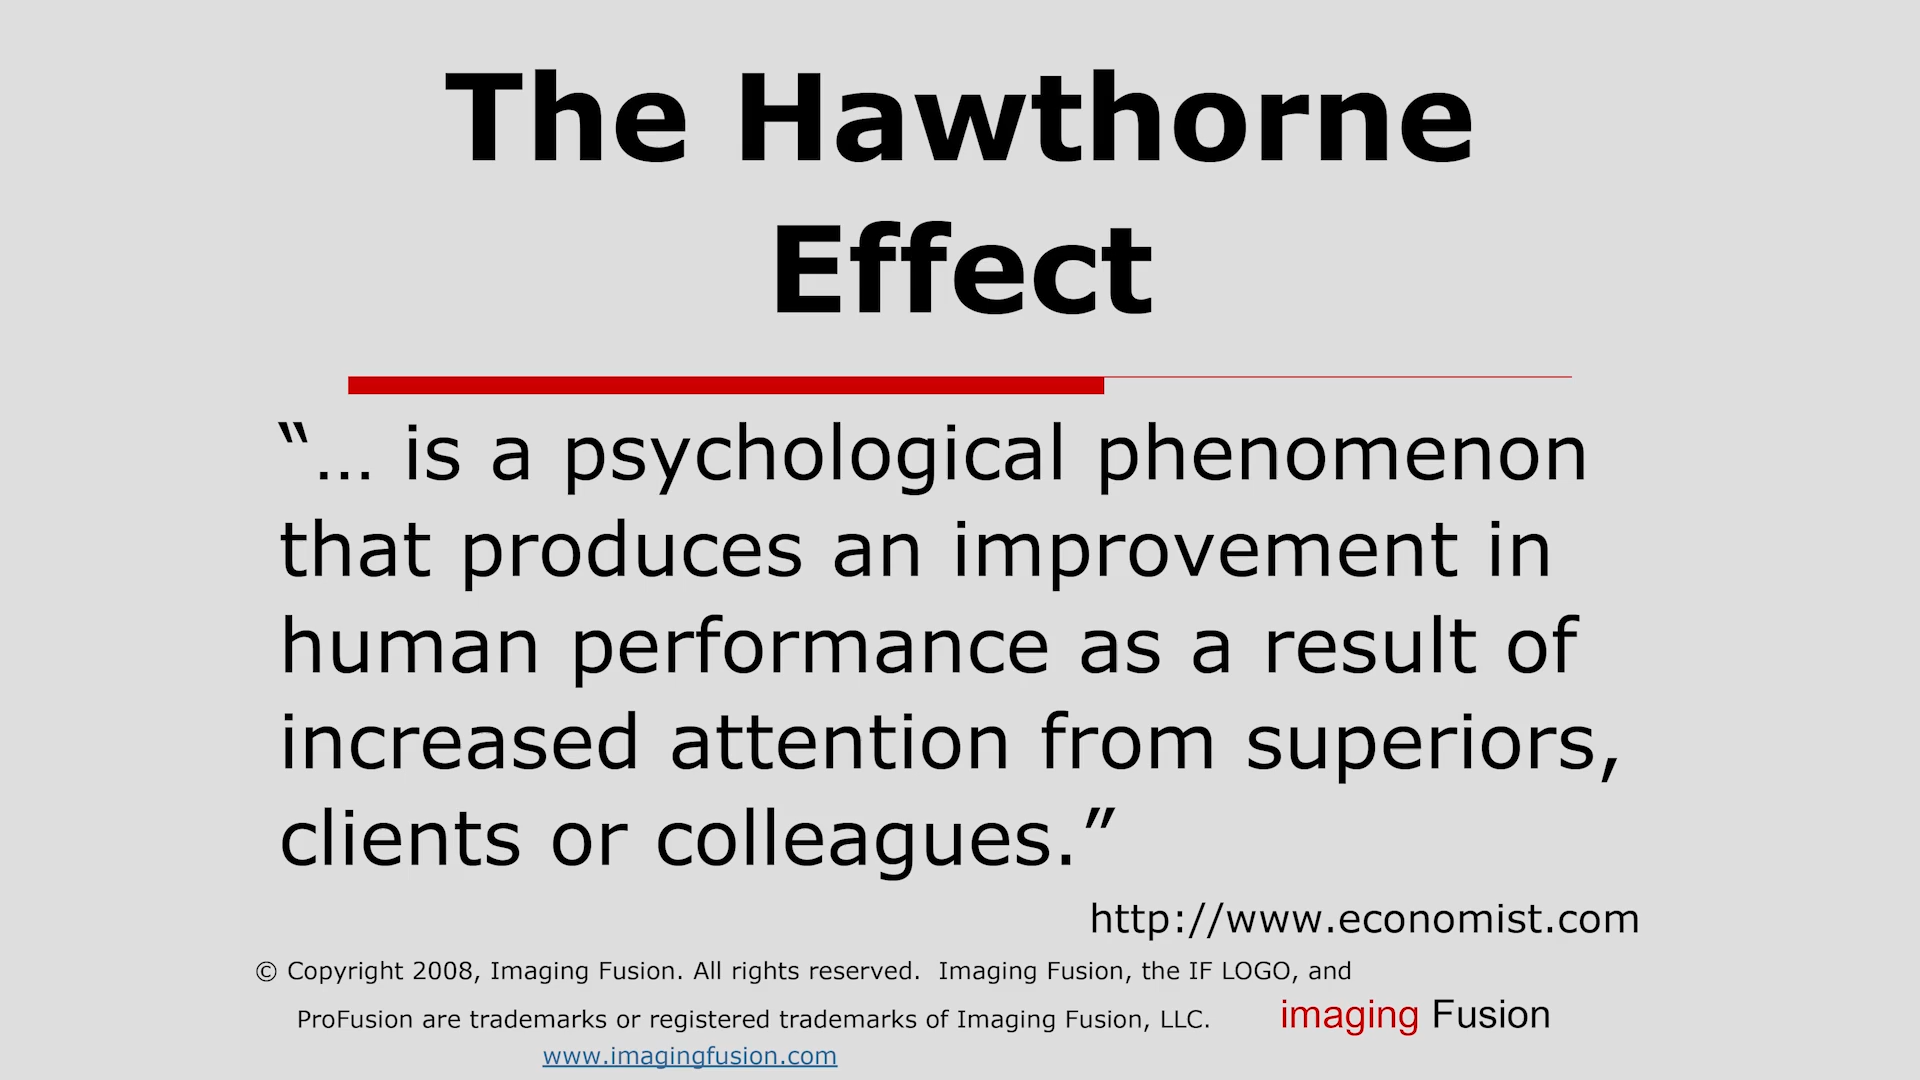 The Hawthorne
Effect
“… is a psychological phenomenon
that produces an improvement in
human performance as a result of
increased attention from superiors,
clients or colleagues.”
http://www.economist.com
© Copyright 2008, Imaging Fusion. All rights reserved.  Imaging Fusion, the IF LOGO, and
ProFusion are trademarks or registered trademarks of Imaging Fusion, LLC.
imaging Fusion
www.imagingfusion.com